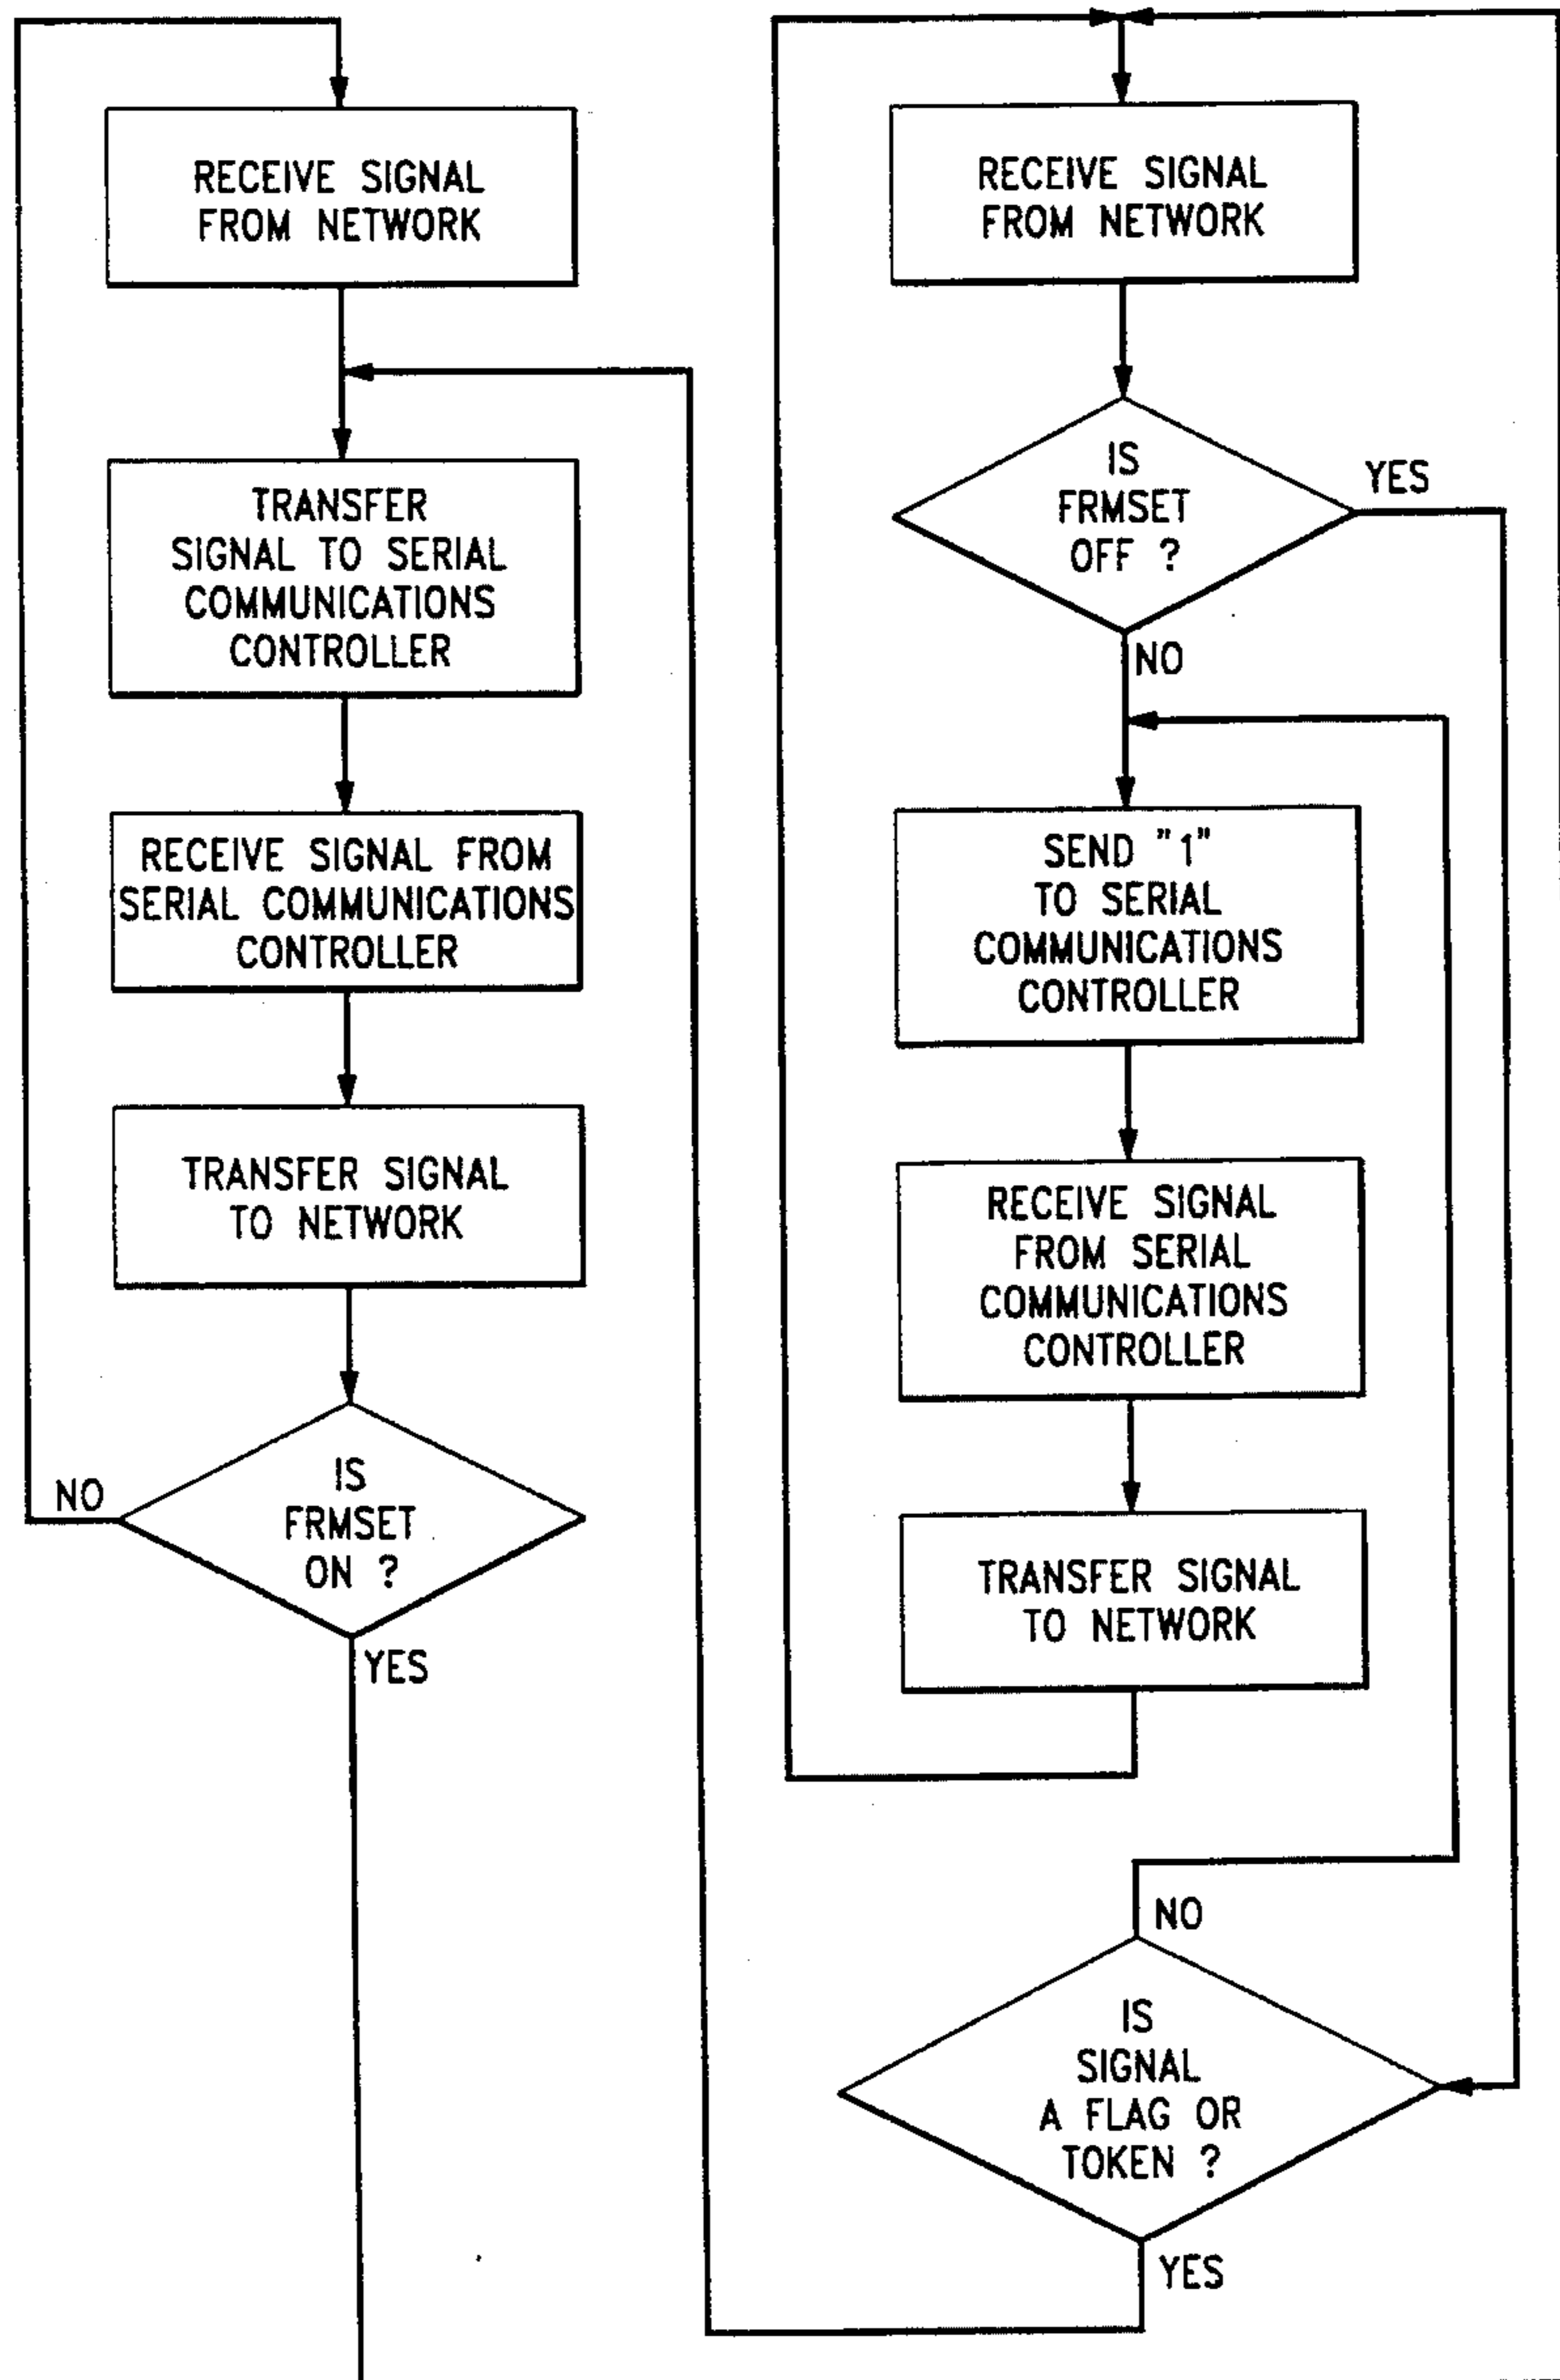 RECEIVE SIGNAL
FROM NETWORK
TRANSFER
SIGNAL TO SERIAL
COMMUNICATIONS
CONTROLLER
RECEIVE SIGNAL FROM
SERIAL COMMUNICATIONS
CONTROLLER
TRANSFER SIGNAL
TO NETWORK
IS
FRMSET
ON ?
NO
YES
RECEIVE SIGNAL
FROM NETWORK
IS
FRMSET
OFF ?
YES
NO
SEND "1"
TO SERIAL
COMMUNICATIONS
CONTROLLER
RECEIVE SIGNAL
FROM SERIAL
COMMUNICATIONS
CONTROLLER
TRANSFER SIGNAL
TO NETWORK
NO
IS
SIGNAL
A FLAG OR
TOKEN ?
YES